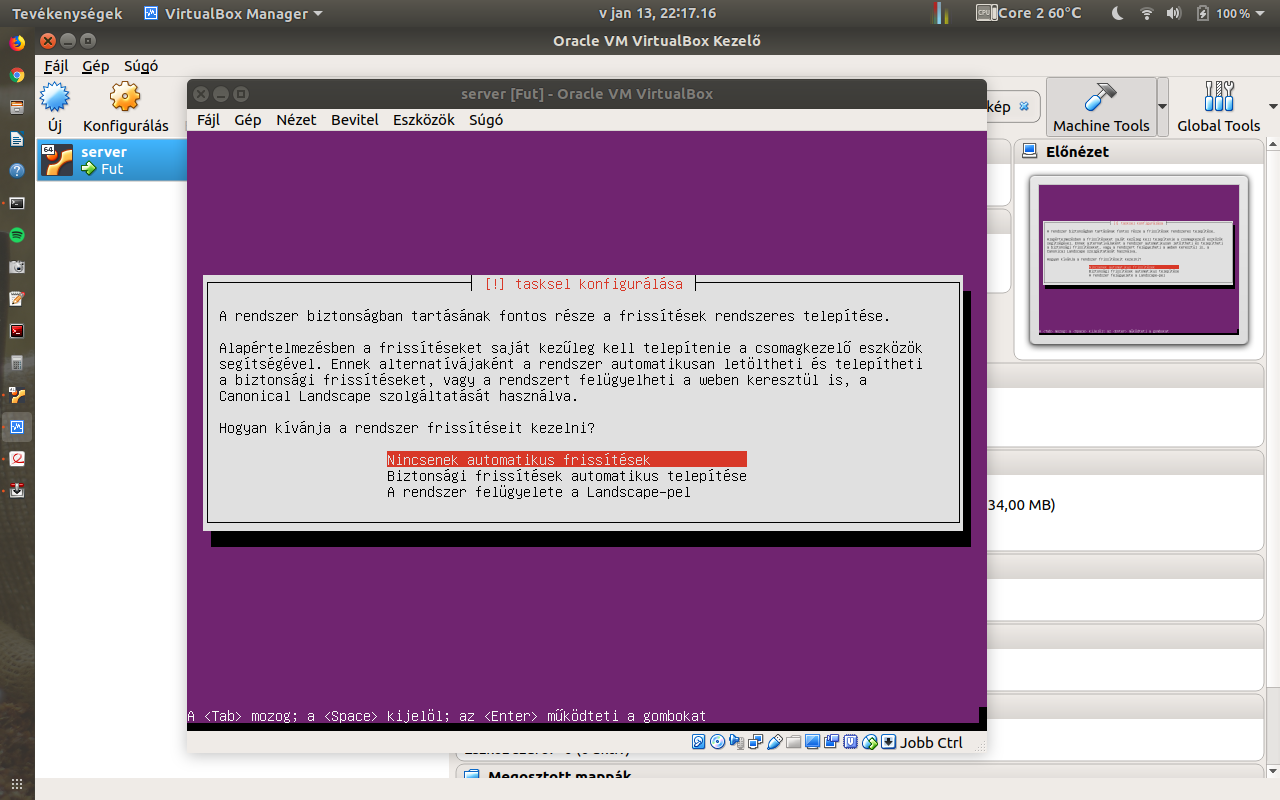 Tevékenységek
VirtualBox Manager
v jan 13, 22:17.16
CPU
Core 2 60°C
100 %
Oracle VM VirtualBox Kezelő
Fájl Gép Súgó
Új
Konfigurálás
kép
Machine Tools
Global Tools
64
server
Fut
Előnézet
server [Fut] - Oracle VM VirtualBox
Fájl Gép Nézet Bevitel Eszközök Súgó
[!] tasksel konfigurálása
A rendszer biztonságban tartásának fontos része a frissítések rendszeres telepítése.
Alapértelmezésben a frissítéseket saját kezűleg kell telepítenie a csomagkezelő eszközök
segítségével. Ennek alternatívájaként a rendszer automatikusan letöltheti és telepítheti
a biztonsági frissítéseket, vagy a rendszert felügyelheti a weben keresztül is, a
Canonical Landscape szolgáltatását használva.
Hogyan kívánja a rendszer frissítéseit kezelni?
Nincsenek automatikus frissítések
Biztonsági frissítések automatikus telepítése
A rendszer felügyelete a Landscape-pel
A <Tab> mozog; a <Space> kijelöl; az <Enter> működteti a gombokat
Jobb Ctrl
34,00 MB)
Megosztott mappák